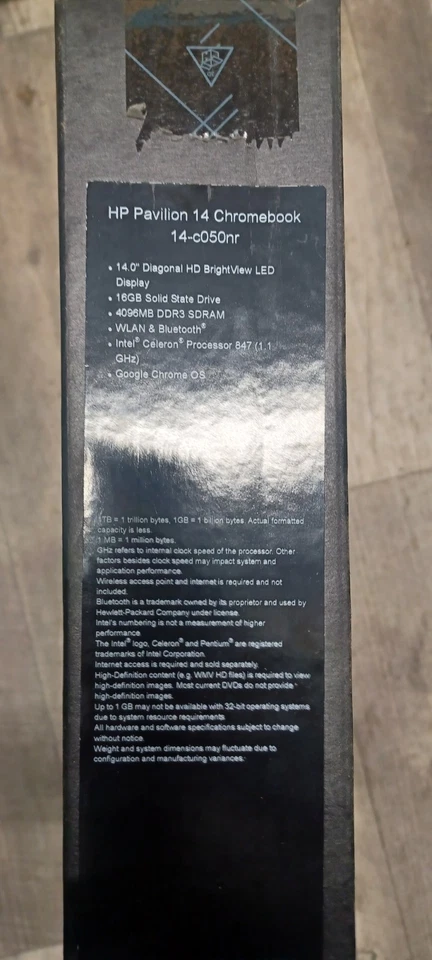 HP Pavilion 14 Chromebook
14-c050nr
• 14.0" Diagonal HD BrightView LED
Display
• 16GB Solid State Drive
• 4096MB DDR3 SDRAM
• WLAN & Bluetooth®
• Intel® Celeron® Processor 847 (1.1
GHz)
• Google Chrome OS
1TB = 1 trillion bytes, 1GB = 1 billion bytes. Actual formatted
capacity is less.
1 MB = 1 million bytes.
GHz refers to internal clock speed of the processor. Other
factors besides clock speed may impact system and
application performance.
Wireless access point and internet is required and not
included.
Bluetooth is a trademark owned by its proprietor and used by
Hewlett-Packard Company under license.
Intel's numbering is not a measurement of higher
performance
The Intel® logo, Celeron® and Pentium® are registered
trademarks of Intel Corporation.
Internet access is required and sold separately.
High-Definition content (e.g. WMV HD files) is required to view
high-definition images. Most current DVDs do not provide
high-definition images.
Up to 1 GB may not be available with 32-bit operating systems
due to system resource requirements.
All hardware and software specifications subject to change
without notice.
Weight and system dimensions may fluctuate due to
configuration and manufacturing variances.